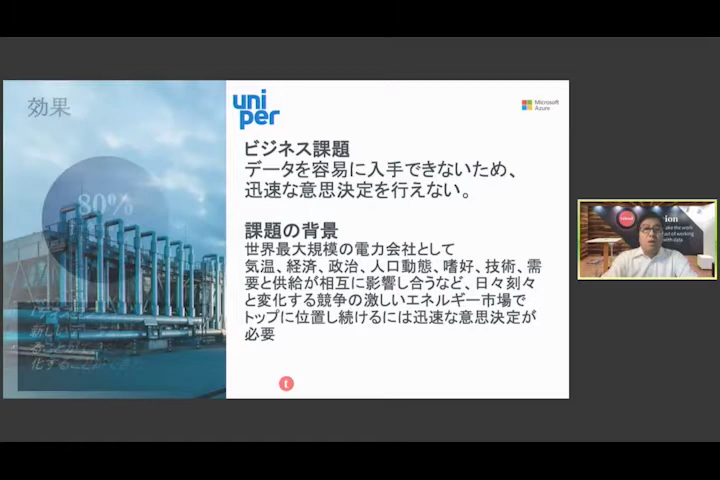 効果
80%
uni
per
Microsoft
Azure
ビジネス課題
データを容易に入手できないため、
迅速な意思決定を行えない。
課題の背景
世界最大規模の電力会社として
気温、経済、政治、人口動態、嗜好、技術、需
要と供給が相互に影響し合うなど、日々刻々
と変化する競争の激しいエネルギー市場で
トップに位置し続けるには迅速な意思決定が
必要
t